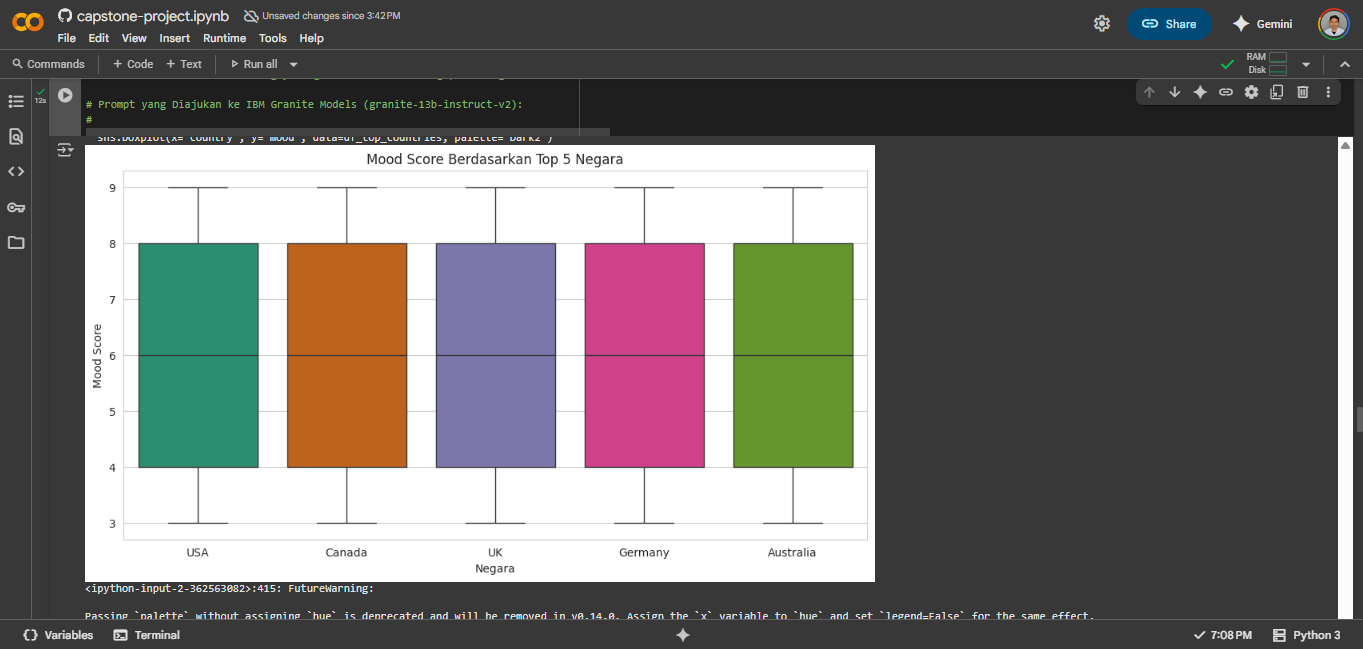 capstone-project.ipynb
Unsaved changes since 3:42PM
File Edit View Insert Runtime Tools Help
Share
Gemini
Commands + Code + Text Run all
RAM
Disk
12s
# Prompt yang Diajukan ke IBM Granite Models (granite-13b-instruct-v2):
#
sns.boxplot(x='country', y='mood', data=df_top_countries, palette='Dark2')
Mood Score Berdasarkan Top 5 Negara
Mood Score
9
8
7
6
5
4
3
USA Canada UK Germany Australia
Negara
<ipython-input-2-362563082>:415: FutureWarning:
Passing `palette` without assigning `hue` is deprecated and will be removed in v0.14.0. Assign the `x` variable to `hue` and set `legend=False` for the same effect.
Variables Terminal
7:08PM Python 3